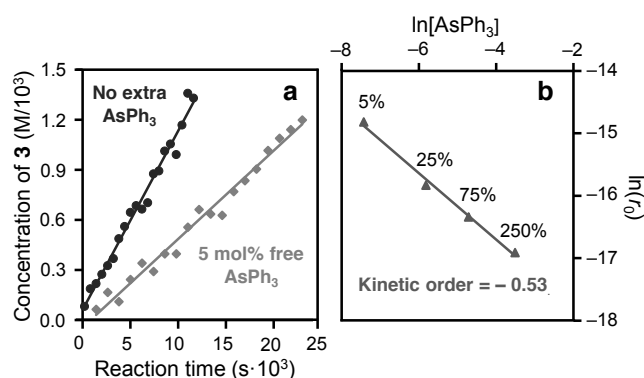 ln[AsPh₃]
−8 −6 −4 −2
1.5
1.2
0.9
0.6
0.3
0.0
Concentration of 3 (M/10³)
No extra
AsPh₃
a
5 mol% free
AsPh₃
0 5 10 15 20 25
Reaction time (s·10³)
b
5%
25%
75%
250%
Kinetic order = − 0.53
−14
−15
−16
−17
−18
ln(r₀)